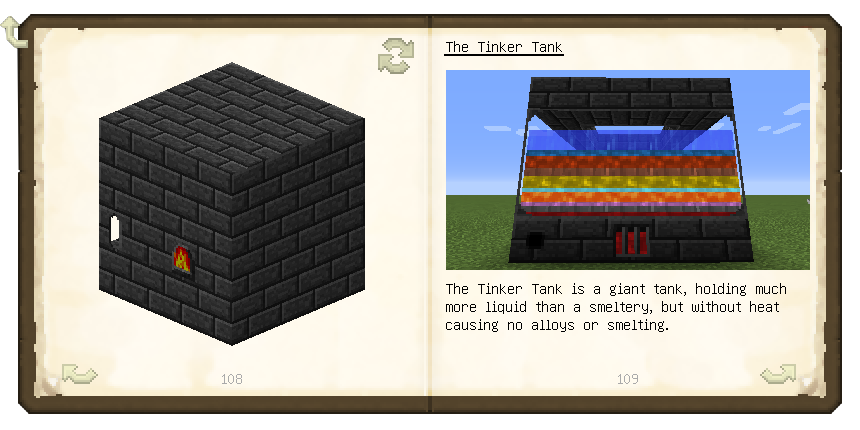 The Tinker Tank
The Tinker Tank is a giant tank, holding much
more liquid than a smeltery, but without heat
causing no alloys or smelting.
108
109